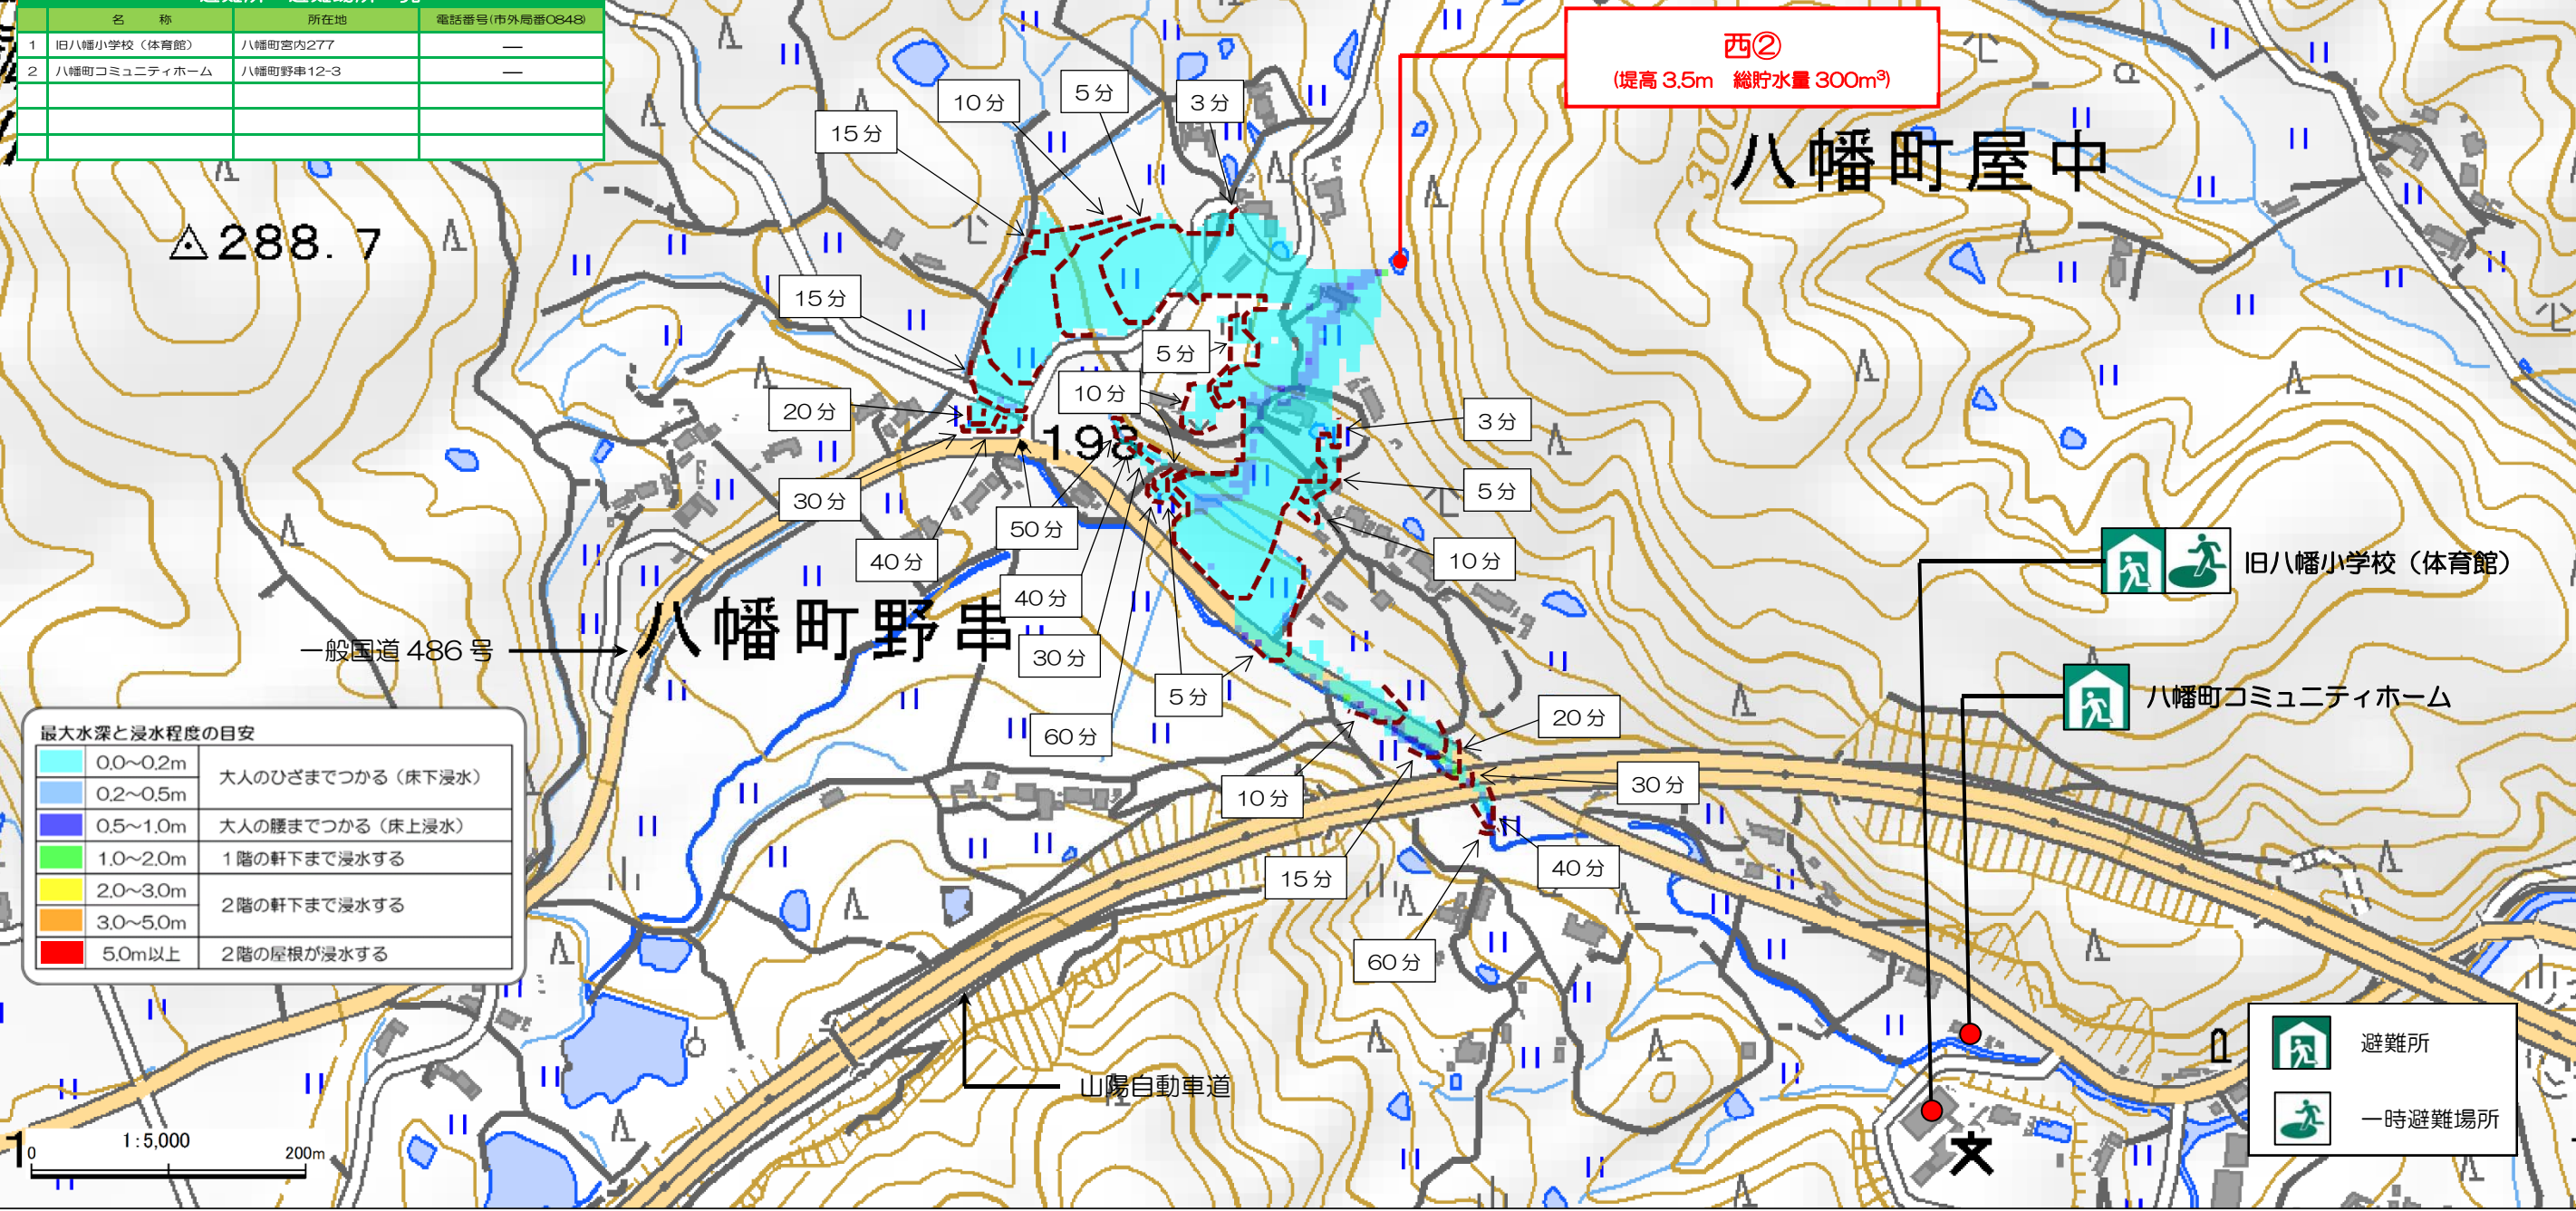 名　称　所在地　電話番号(市外局番0848)
1　旧八幡小学校（体育館）　八幡町宮内277　―
2　八幡町コミュニティホーム　八幡町野串12-3　―
西②
(堤高 3.5m　総貯水量 300m³)
八幡町屋中
10分
5分
3分
15分
288.7
15分
5分
10分
20分
3分
198
30分
5分
50分
40分
10分
旧八幡小学校（体育館）
40分
八幡町野串
一般国道 486 号
30分
5分
八幡町コミュニティホーム
20分
60分
30分
10分
15分
40分
60分
最大水深と浸水程度の目安
0.0～0.2m
大人のひざまでつかる（床下浸水）
0.2～0.5m
0.5～1.0m　大人の腰までつかる（床上浸水）
1.0～2.0m　1階の軒下まで浸水する
2.0～3.0m
2階の軒下まで浸水する
3.0～5.0m
5.0m以上　2階の屋根が浸水する
山陽自動車道
避難所
一時避難場所
文
1
1:5,000
0　200m